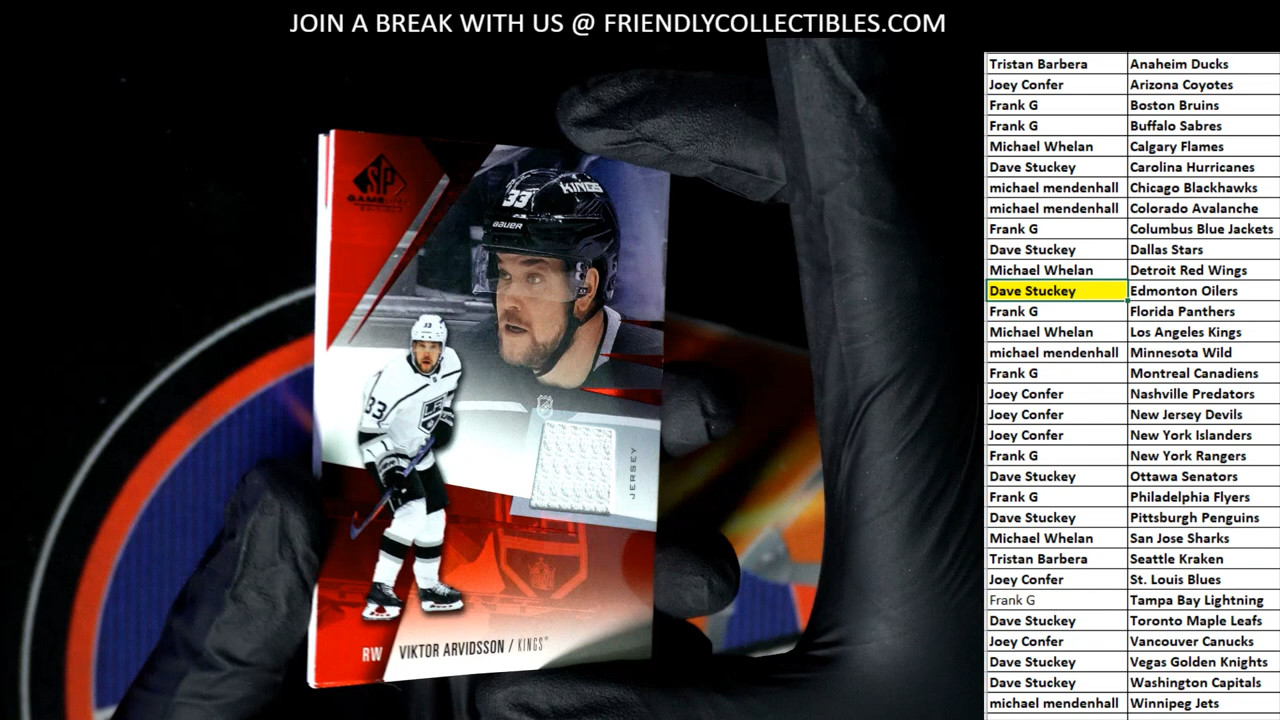 JOIN A BREAK WITH US @ FRIENDLYCOLLECTIBLES.COM
SP
GAME USED
EDITION
33
KINGS
BAUER
33
33
JERSEY
RW VIKTOR ARVIDSSON / KINGS
Tristan Barbera Anaheim Ducks
Joey Confer Arizona Coyotes
Frank G Boston Bruins
Frank G Buffalo Sabres
Michael Whelan Calgary Flames
Dave Stuckey Carolina Hurricanes
michael mendenhall Chicago Blackhawks
michael mendenhall Colorado Avalanche
Frank G Columbus Blue Jackets
Dave Stuckey Dallas Stars
Michael Whelan Detroit Red Wings
Dave Stuckey Edmonton Oilers
Frank G Florida Panthers
Michael Whelan Los Angeles Kings
michael mendenhall Minnesota Wild
Frank G Montreal Canadiens
Joey Confer Nashville Predators
Joey Confer New Jersey Devils
Joey Confer New York Islanders
Frank G New York Rangers
Dave Stuckey Ottawa Senators
Frank G Philadelphia Flyers
Dave Stuckey Pittsburgh Penguins
Michael Whelan San Jose Sharks
Tristan Barbera Seattle Kraken
Joey Confer St. Louis Blues
Frank G Tampa Bay Lightning
Dave Stuckey Toronto Maple Leafs
Joey Confer Vancouver Canucks
Dave Stuckey Vegas Golden Knights
Dave Stuckey Washington Capitals
michael mendenhall Winnipeg Jets